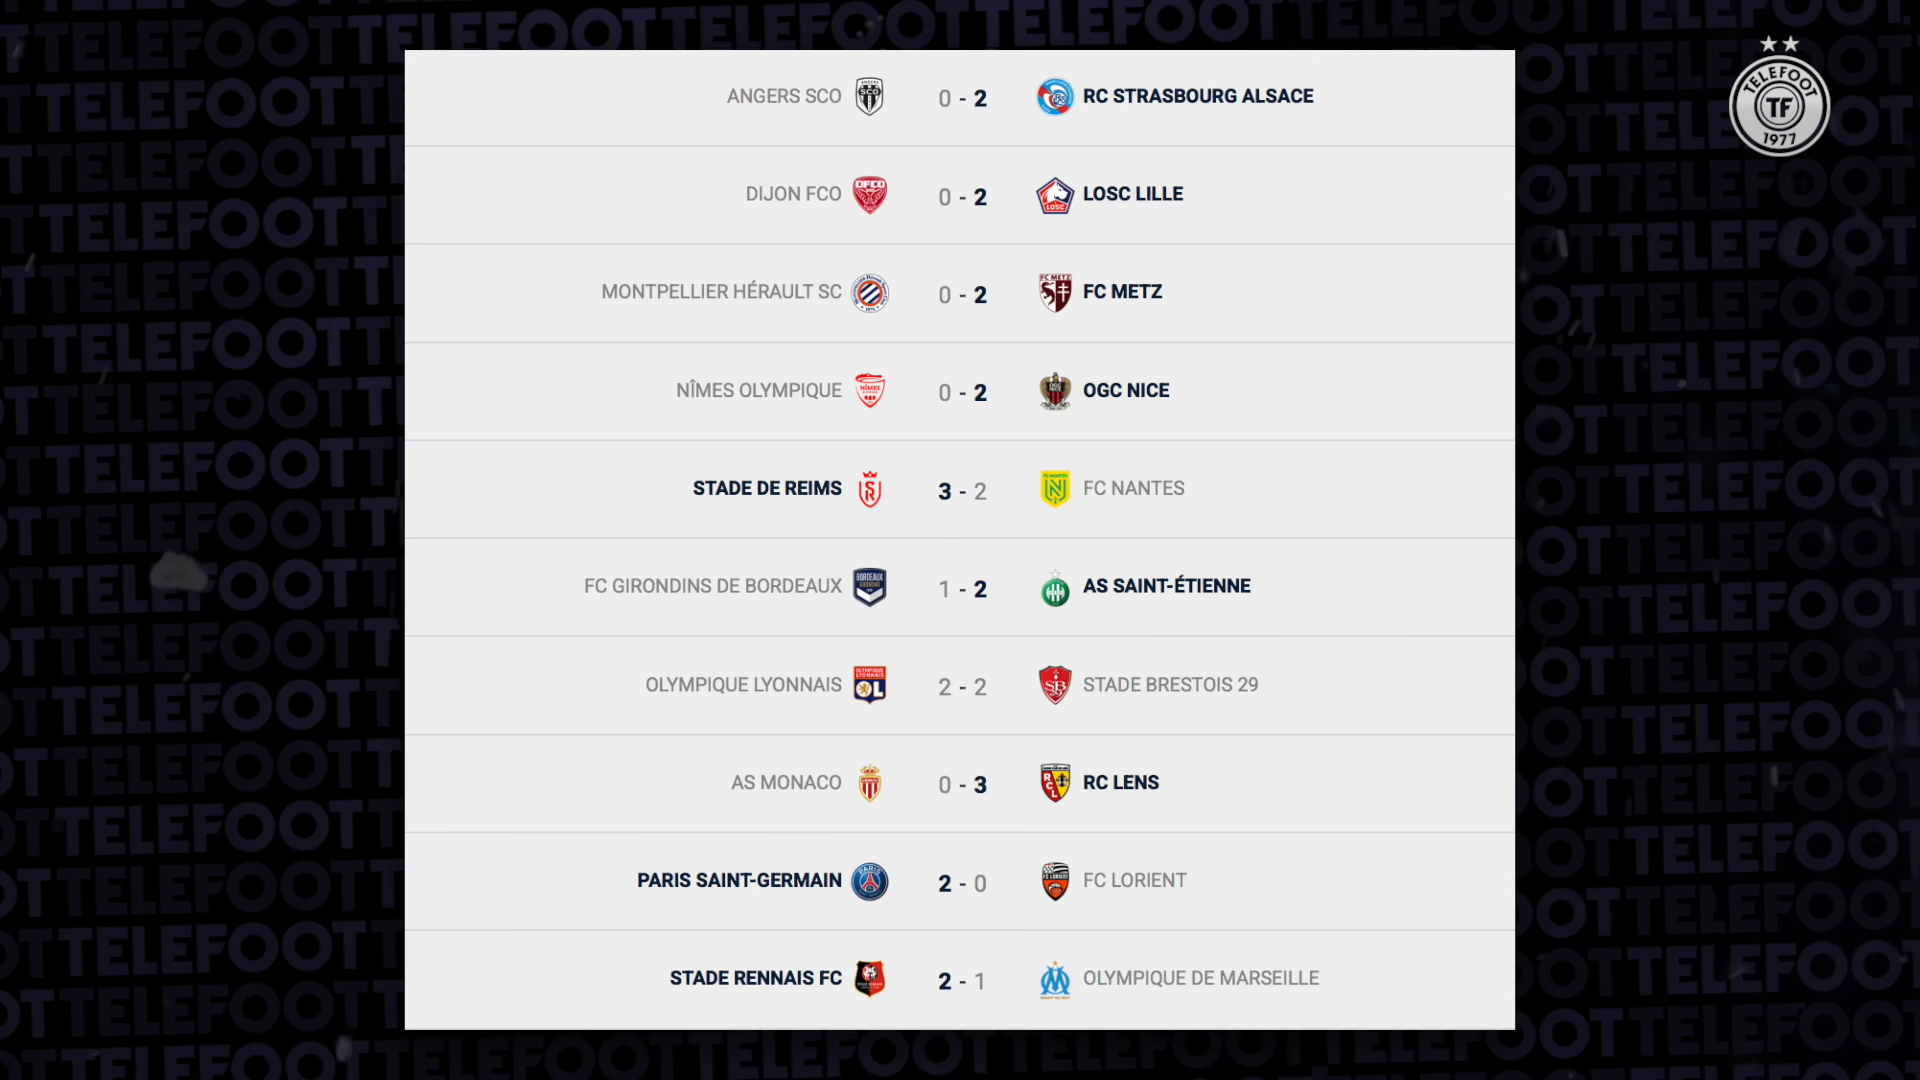 TELEFOOT
TF
1977
ANGERS SCO 0 - 2 RC STRASBOURG ALSACE
DIJON FCO 0 - 2 LOSC LILLE
MONTPELLIER HÉRAULT SC 0 - 2 FC METZ
NÎMES OLYMPIQUE 0 - 2 OGC NICE
STADE DE REIMS 3 - 2 FC NANTES
FC GIRONDINS DE BORDEAUX 1 - 2 AS SAINT-ÉTIENNE
OLYMPIQUE LYONNAIS 2 - 2 STADE BRESTOIS 29
AS MONACO 0 - 3 RC LENS
PARIS SAINT-GERMAIN 2 - 0 FC LORIENT
STADE RENNAIS FC 2 - 1 OLYMPIQUE DE MARSEILLE